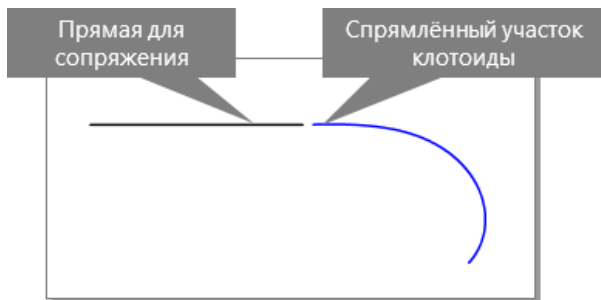 Прямая для
сопряжения
Спрямлённый участок
клотоиды